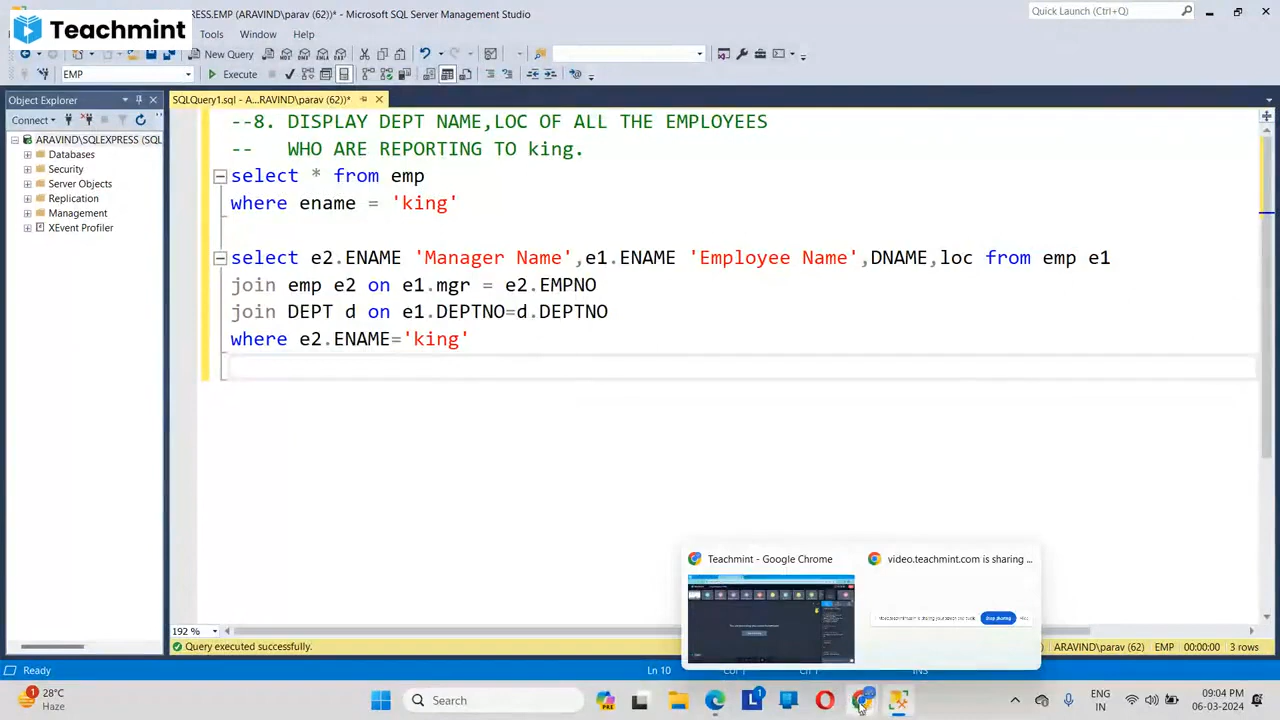 RESS.EMP (ARAVIND\parav (62))* - Microsoft SQL Server Management Studio
Quick Launch (Ctrl+Q)
Teachmint
Tools
Window
Help
New Query
EMP
Execute
Object Explorer
SQLQuery1.sql - A...RAVIND\parav (62))*
Connect
ARAVIND\SQLEXPRESS (SQL
Databases
Security
Server Objects
Replication
Management
XEvent Profiler
--8. DISPLAY DEPT NAME,LOC OF ALL THE EMPLOYEES
-- WHO ARE REPORTING TO king.
select * from emp
where ename = 'king'
select e2.ENAME 'Manager Name',e1.ENAME 'Employee Name',DNAME,loc from emp e1
join emp e2 on e1.mgr = e2.EMPNO
join DEPT d on e1.DEPTNO=d.DEPTNO
where e2.ENAME='king'
Teachmint - Google Chrome
video.teachmint.com is sharing ...
Stop sharing
192 %
Query executed successfully.
ARAVIND\parav (62)
EMP
00:00:00
3 rows
Ready
Ln 10
INS
28°C
Haze
Search
ENG
IN
09:04 PM
06-03-2024